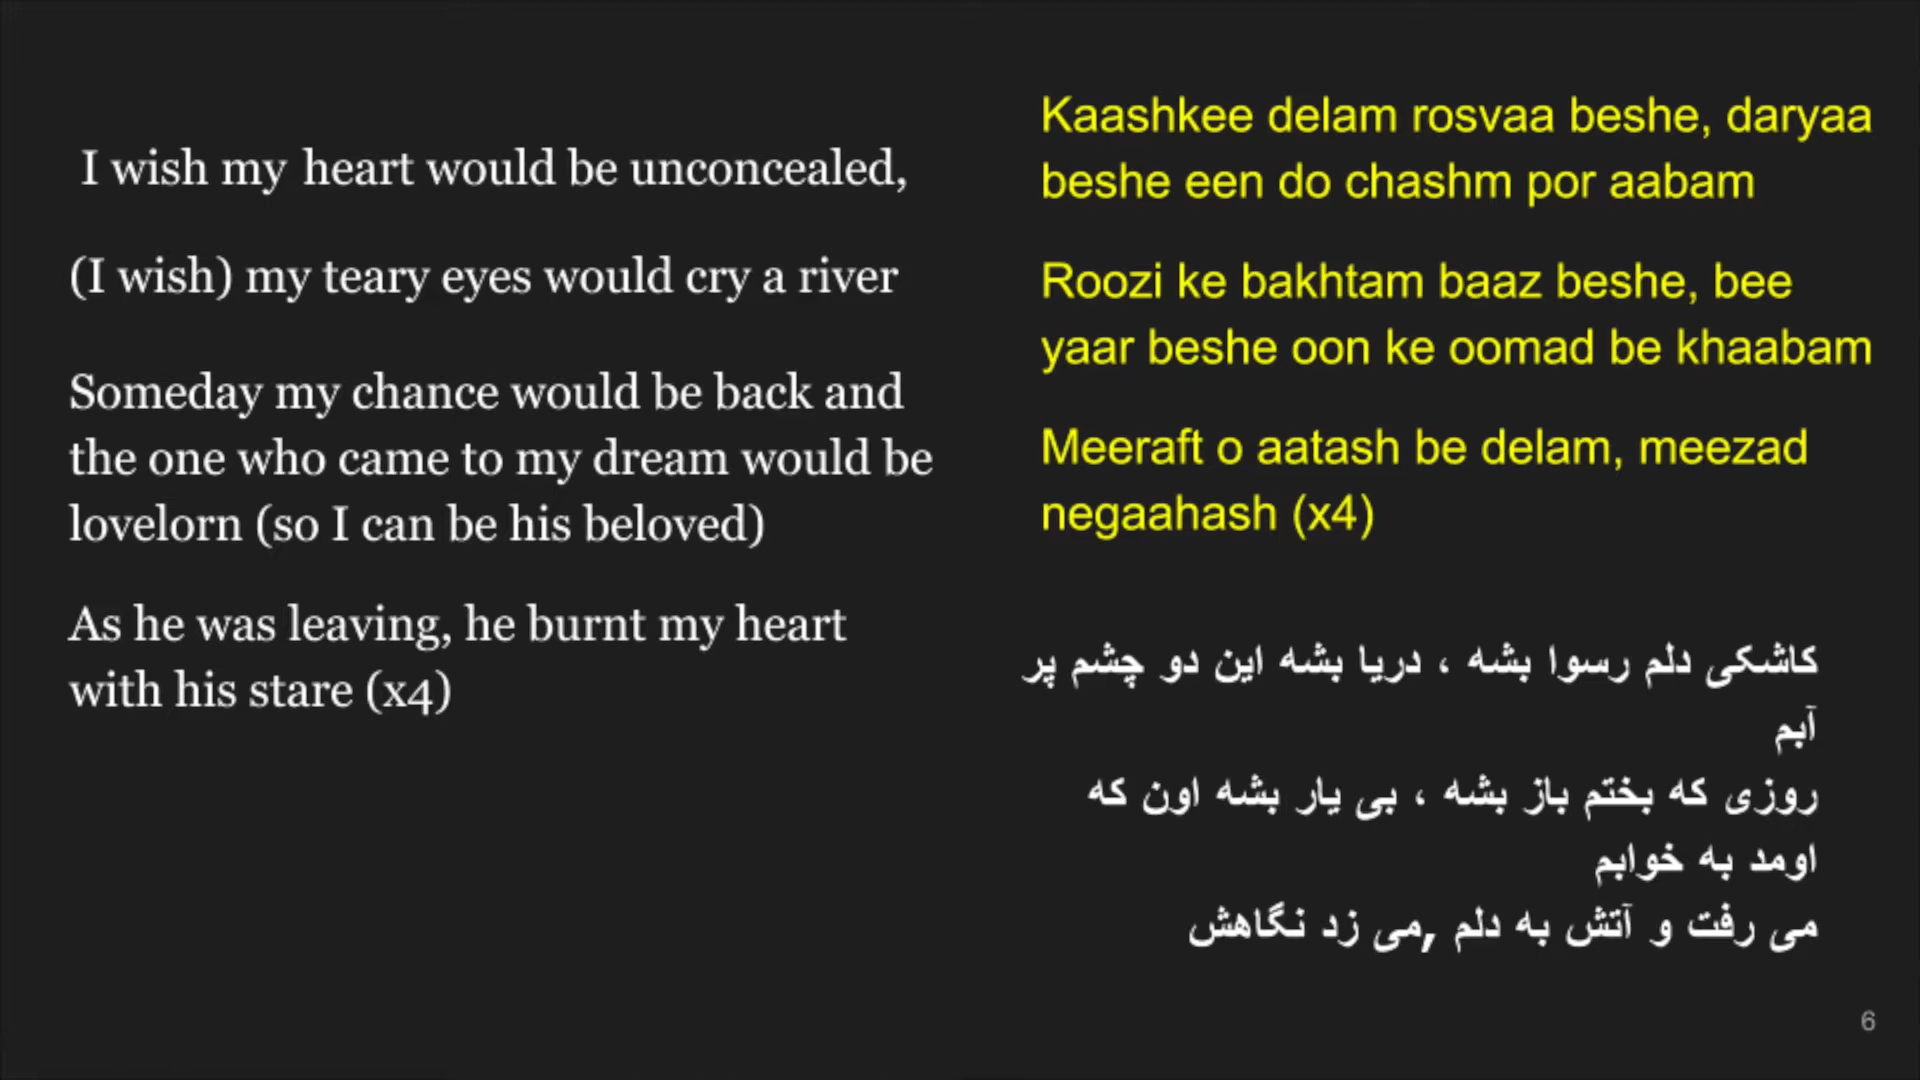 I wish my heart would be unconcealed,
(I wish) my teary eyes would cry a river
Someday my chance would be back and
the one who came to my dream would be
lovelorn (so I can be his beloved)
As he was leaving, he burnt my heart
with his stare (x4)
Kaashkee delam rosvaa beshe, daryaa
beshe een do chashm por aabam
Roozi ke bakhtam baaz beshe, bee
yaar beshe oon ke oomad be khaabam
Meeraft o aatash be delam, meezad
negaahash (x4)
کاشکی دلم رسوا بشه ، دریا بشه این دو چشم پر
آبم
روزی که بختم باز بشه ، بی یار بشه اون که
اومد به خوابم
می رفت و آتش به دلم ,می زد نگاهش
6